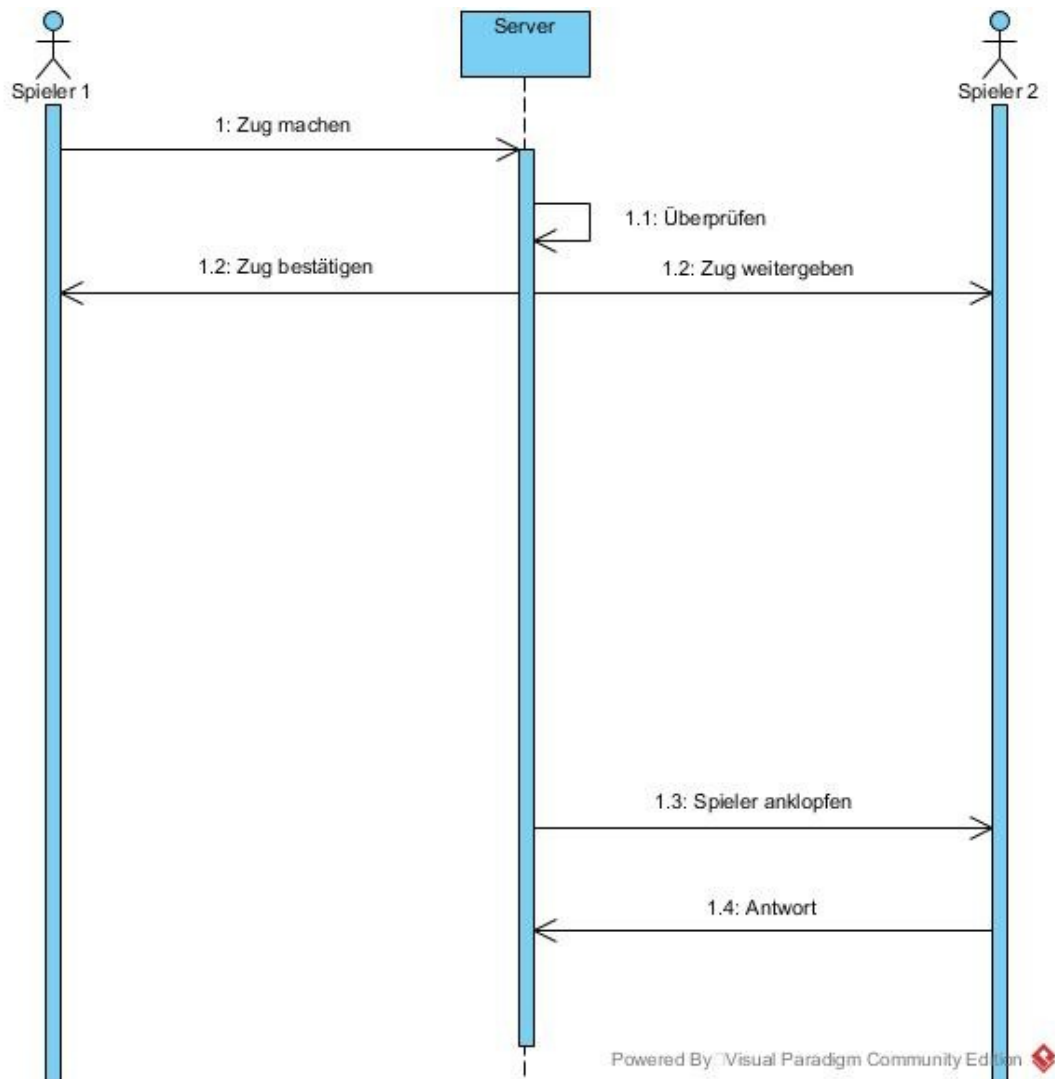 Server
Spieler 1
Spieler 2
1: Zug machen
1.1: Überprüfen
1.2: Zug bestätigen
1.2: Zug weitergeben
1.3: Spieler anklopfen
1.4: Antwort
Powered By Visual Paradigm Community Edition